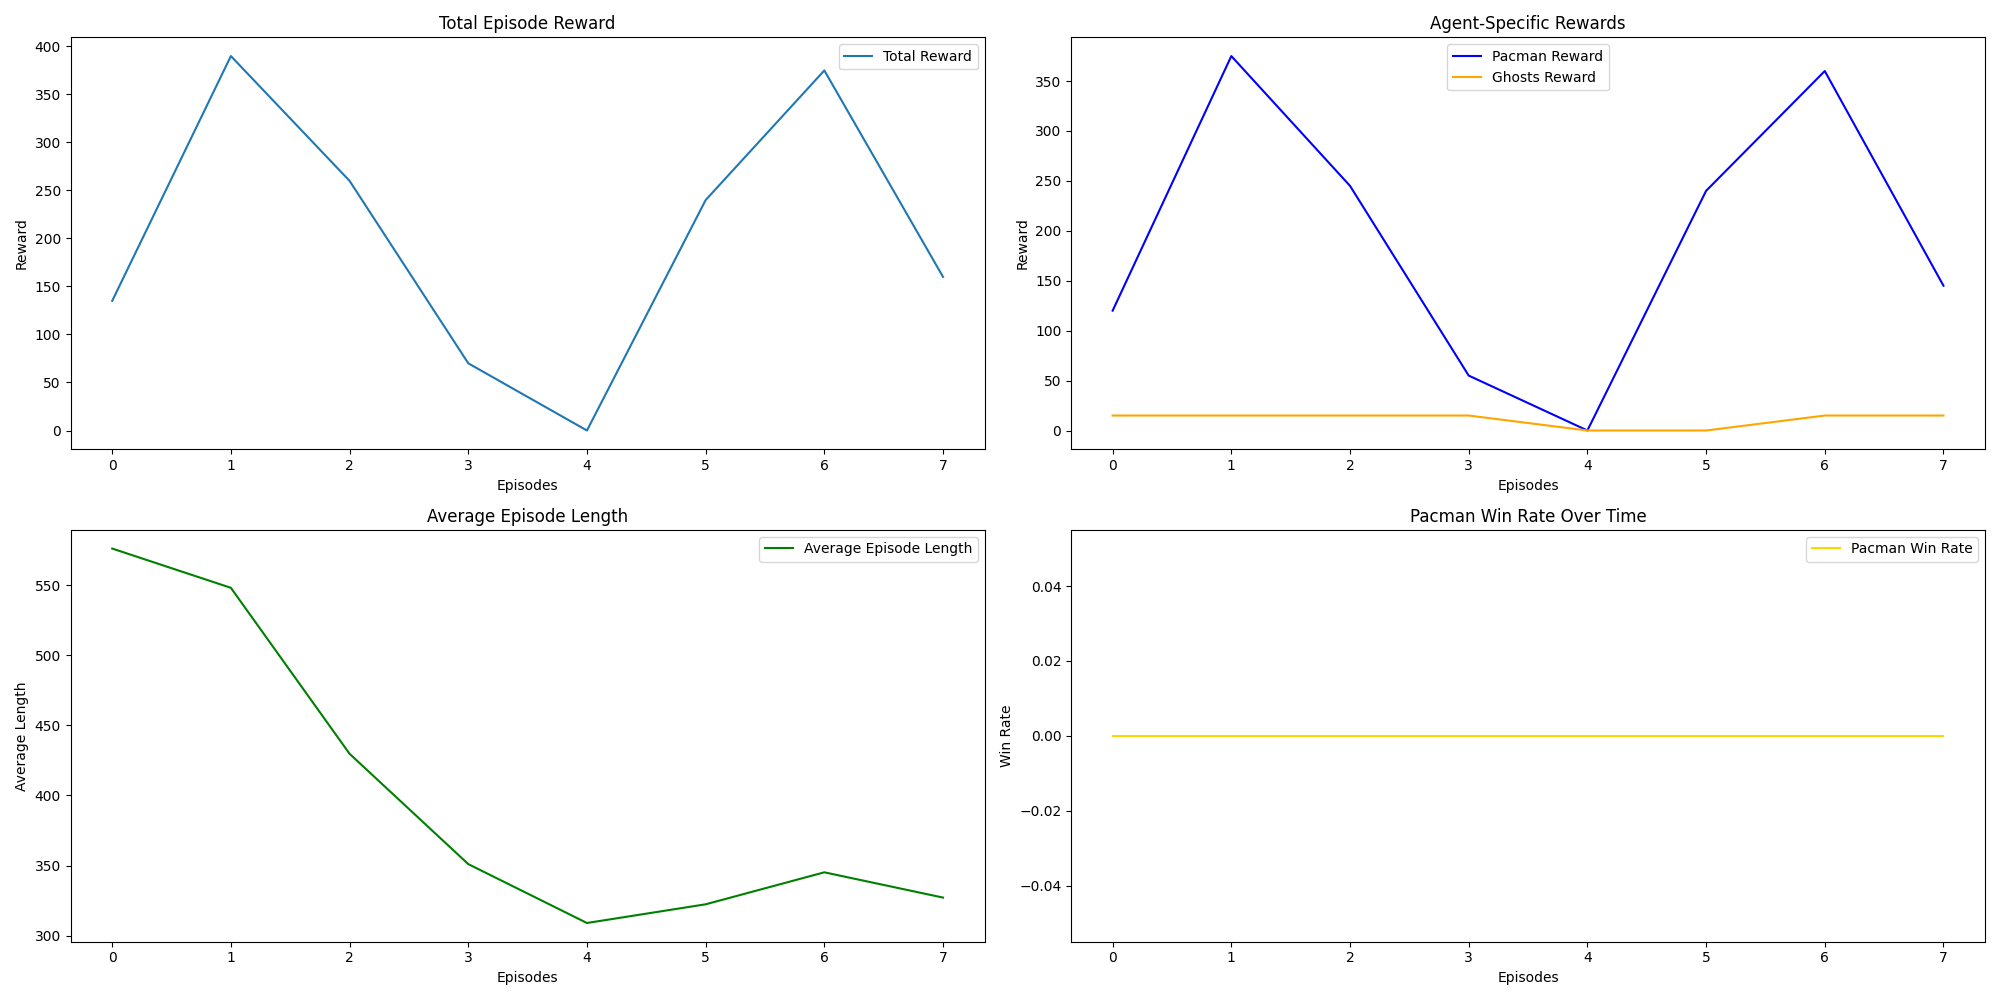 Total Episode Reward
Total Reward
Reward
400
350
300
250
200
150
100
50
0
0 1 2 3 4 5 6 7
Episodes
Agent-Specific Rewards
Pacman Reward
Ghosts Reward
Reward
350
300
250
200
150
100
50
0
0 1 2 3 4 5 6 7
Episodes
Average Episode Length
Average Episode Length
Average Length
550
500
450
400
350
300
0 1 2 3 4 5 6 7
Episodes
Pacman Win Rate Over Time
Pacman Win Rate
Win Rate
0.04
0.02
0.00
−0.02
−0.04
0 1 2 3 4 5 6 7
Episodes